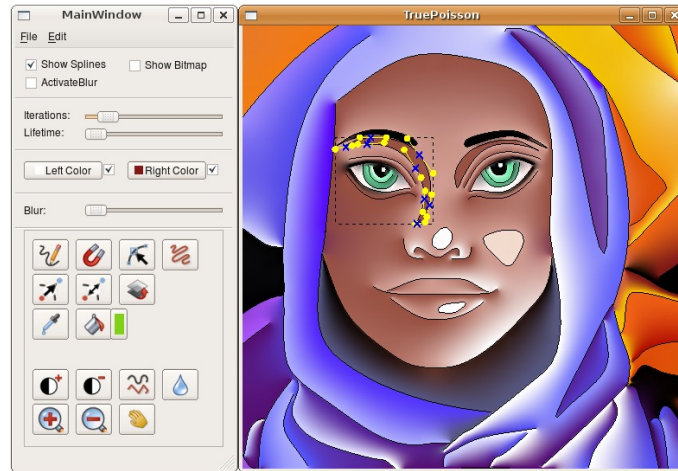 MainWindow
File Edit
Show Splines Show Bitmap
ActivateBlur
Iterations:
Lifetime:
Left Color Right Color
Blur:
TruePoisson